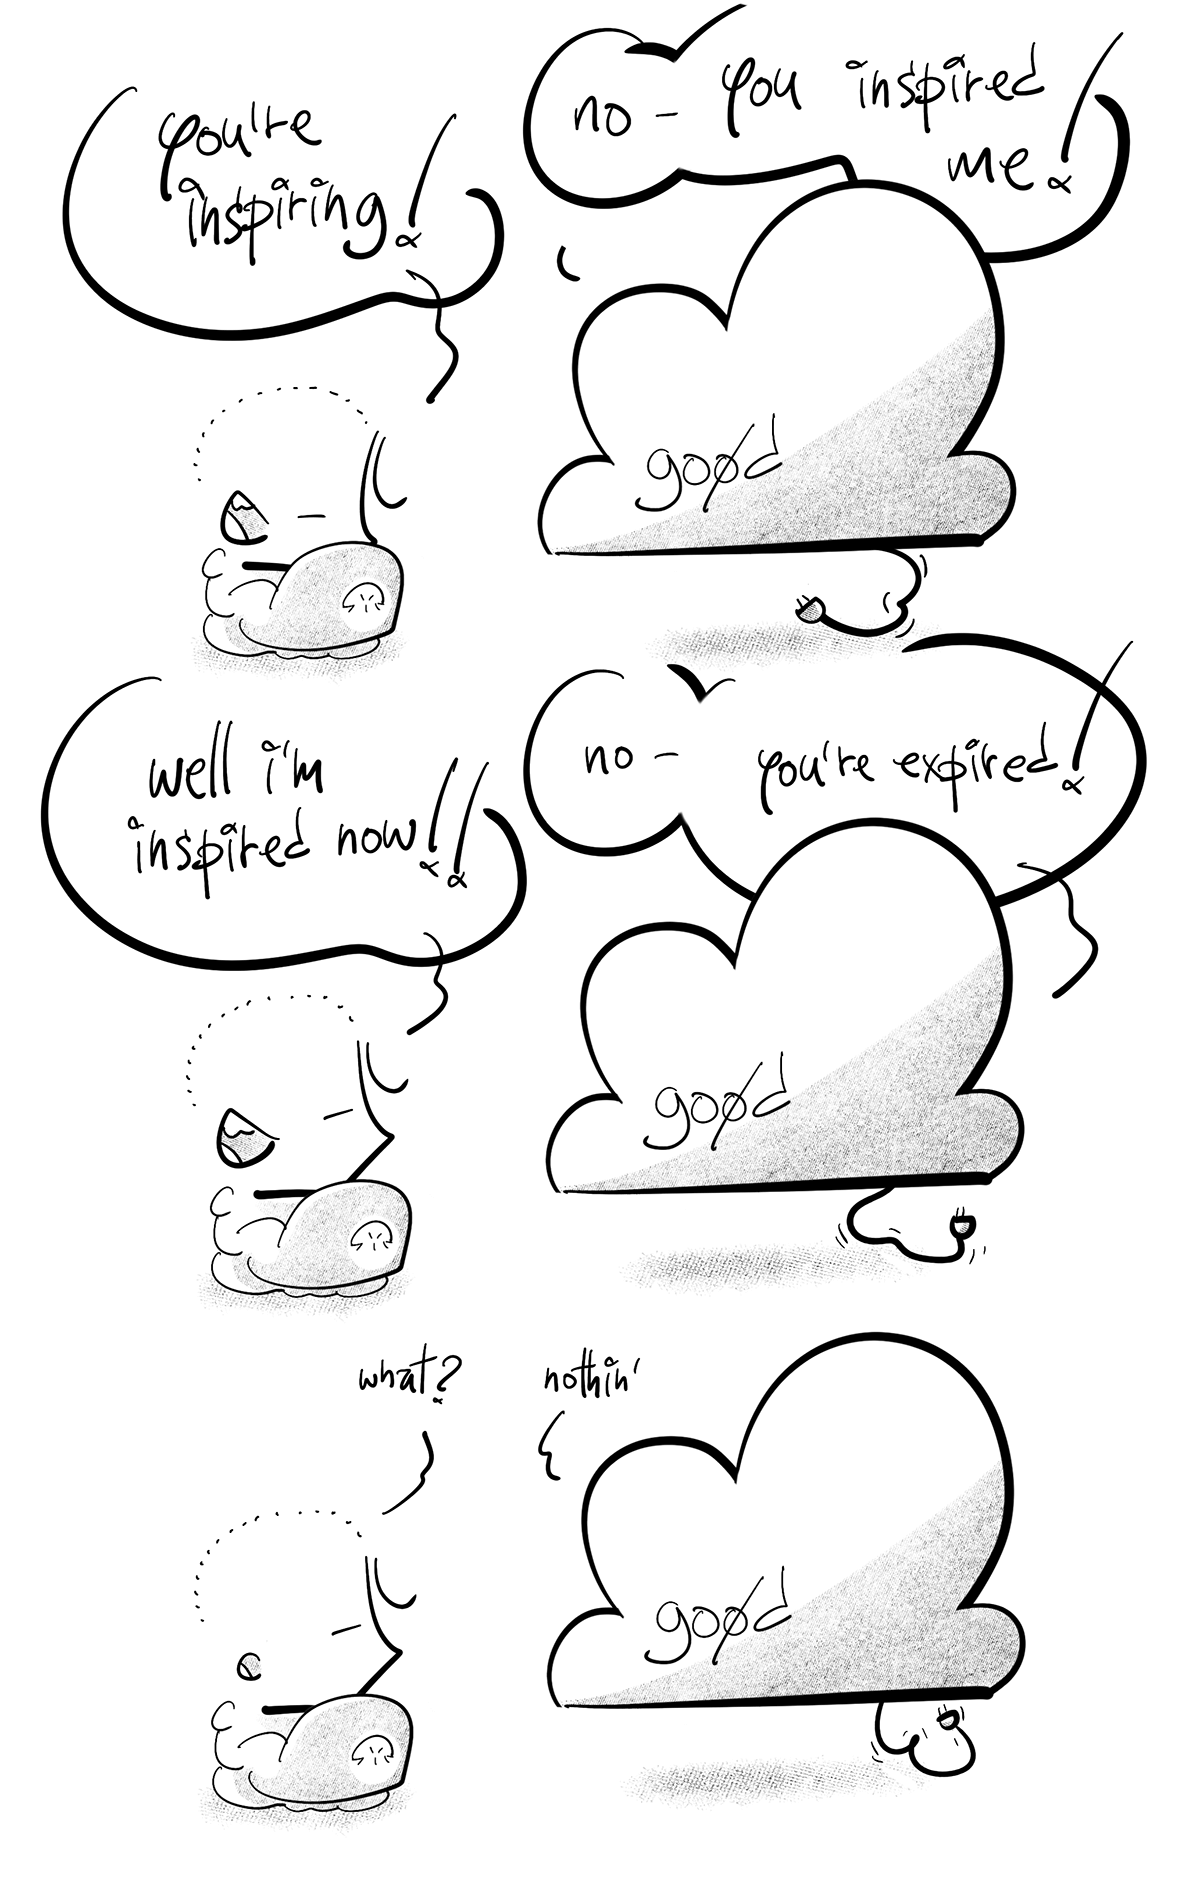 you're
inspiring!
no - you inspired
me!
good
well i'm
inspired now!!
no - you're expired!
good
what?
nothin'
good